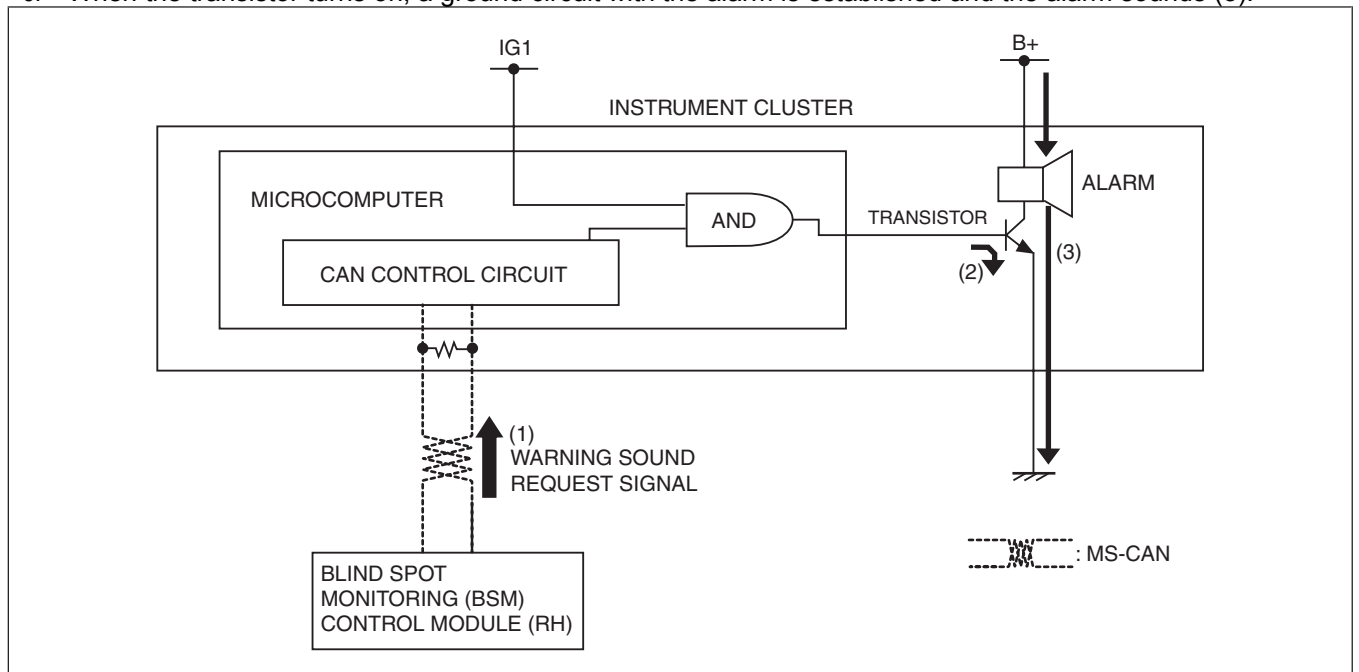 3. When the transistor turns on, a ground circuit with the alarm is established and the alarm sounds (3).
IG1
B+
INSTRUMENT CLUSTER
MICROCOMPUTER
AND
TRANSISTOR
ALARM
CAN CONTROL CIRCUIT
(2)
(3)
(1)
WARNING SOUND
REQUEST SIGNAL
: MS-CAN
BLIND SPOT
MONITORING (BSM)
CONTROL MODULE (RH)